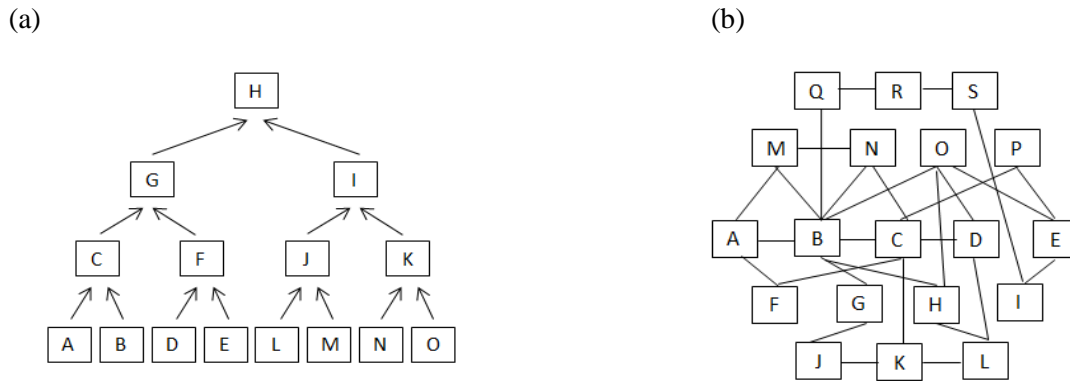 (a) (b)
H
G I
C F J K
A B D E L M N O
Q R S
M N O P
A B C D E
F G H I
J K L